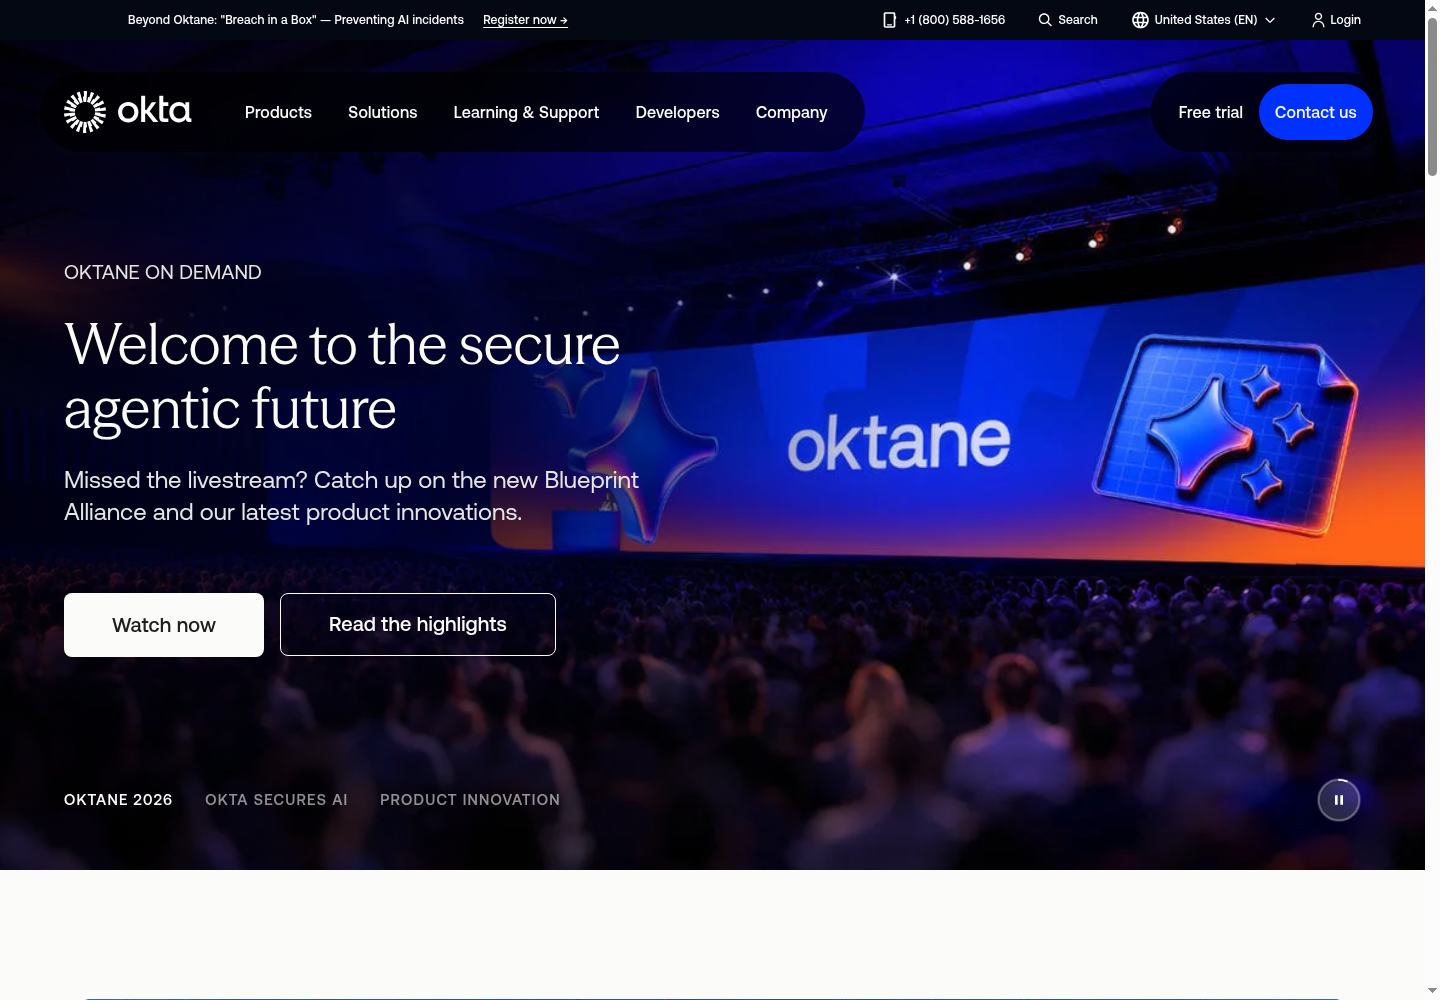 Beyond Oktane: "Breach in a Box" — Preventing AI incidents Register now →
+1 (800) 588-1656 Search United States (EN) Login
okta Products Solutions Learning & Support Developers Company Free trial Contact us
OKTANE ON DEMAND
Welcome to the secure
agentic future
oktane
Missed the livestream? Catch up on the new Blueprint
Alliance and our latest product innovations.
Watch now Read the highlights
OKTANE 2026 OKTA SECURES AI PRODUCT INNOVATION